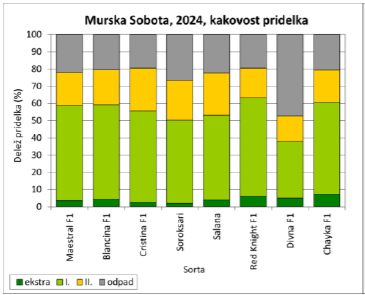 Murska Sobota, 2024, kakovost pridelka
Delež pridelka (%)
100
90
80
70
60
50
40
30
20
10
0
Maestral F1
Blancina F1
Cristina F1
Soroksari
Salana
Red Knight F1
Divna F1
Chayka F1
Sorta
ekstra I. II. odpad